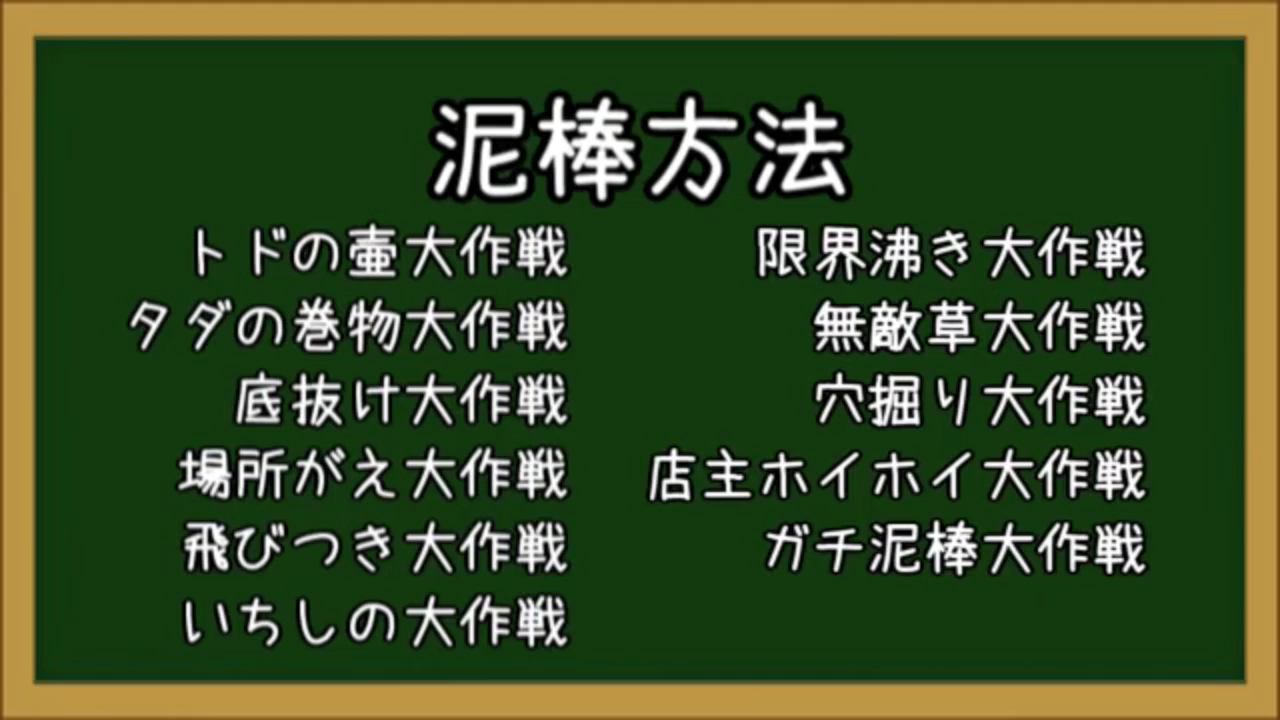 泥棒方法
トドの壷大作戦
タダの巻物大作戦
底抜け大作戦
場所がえ大作戦
飛びつき大作戦
いちしの大作戦
限界沸き大作戦
無敵草大作戦
穴掘り大作戦
店主ホイホイ大作戦
ガチ泥棒大作戦